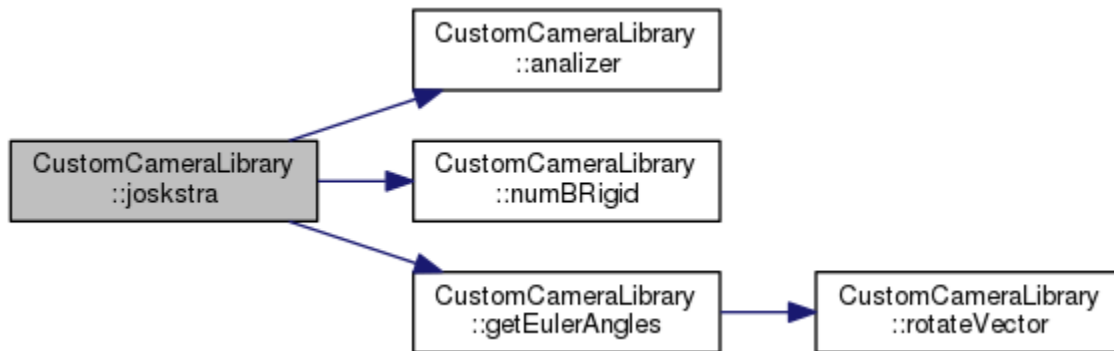 CustomCameraLibrary
::analizer
CustomCameraLibrary
::joskstra
CustomCameraLibrary
::numBRigid
CustomCameraLibrary
::getEulerAngles
CustomCameraLibrary
::rotateVector